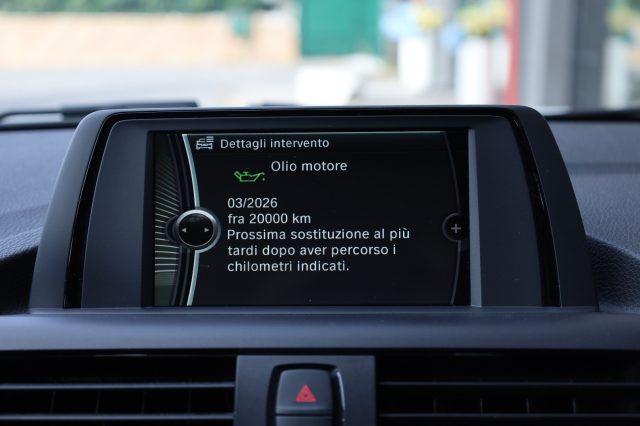 Dettagli intervento
Olio motore
03/2026
fra 20000 km
Prossima sostituzione al più
tardi dopo aver percorso i
chilometri indicati.